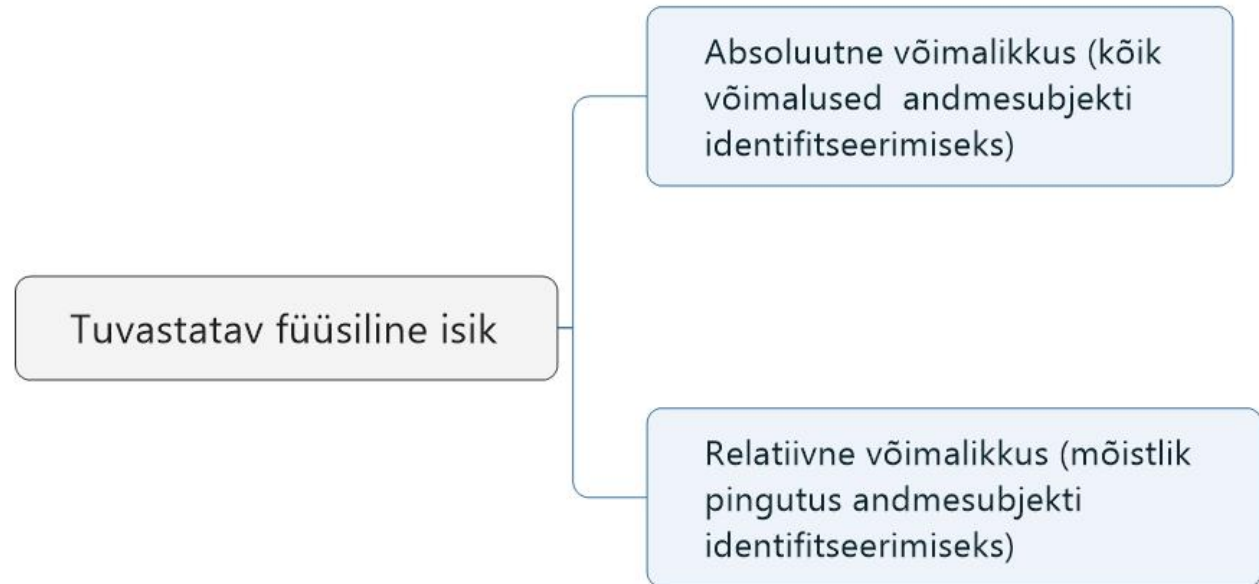 Absoluutne võimalikkus (kõik
võimalused andmesubjekti
identifitseerimiseks)
Tuvastatav füüsiline isik
Relatiivne võimalikkus (mõistlik
pingutus andmesubjekti
identifitseerimiseks)